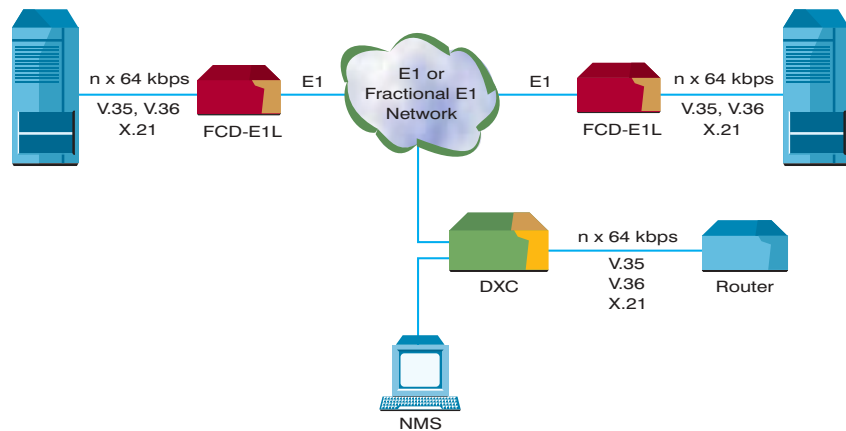 n x 64 kbps
V.35, V.36
X.21
FCD-E1L
E1
E1 or
Fractional E1
Network
E1
FCD-E1L
n x 64 kbps
V.35, V.36
X.21
DXC
n x 64 kbps
V.35
V.36
X.21
Router
NMS